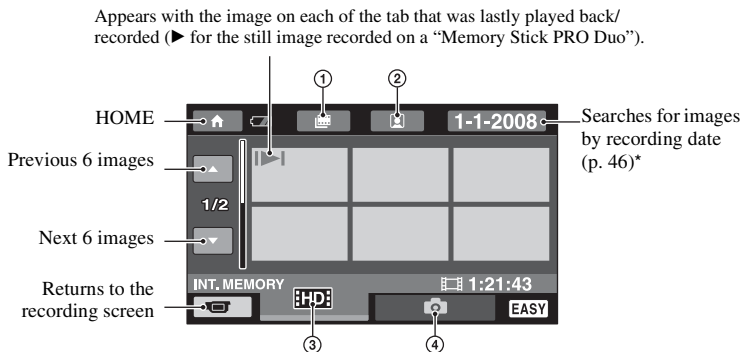 Appears with the image on each of the tab that was lastly played back/
recorded (▶ for the still image recorded on a “Memory Stick PRO Duo”).
① ②
HOME
1-1-2008
Searches for images
by recording date
(p. 46)*
Previous 6 images
1/2
Next 6 images
Returns to the
recording screen
INT. MEMORY
1:21:43
HD
EASY
③ ④